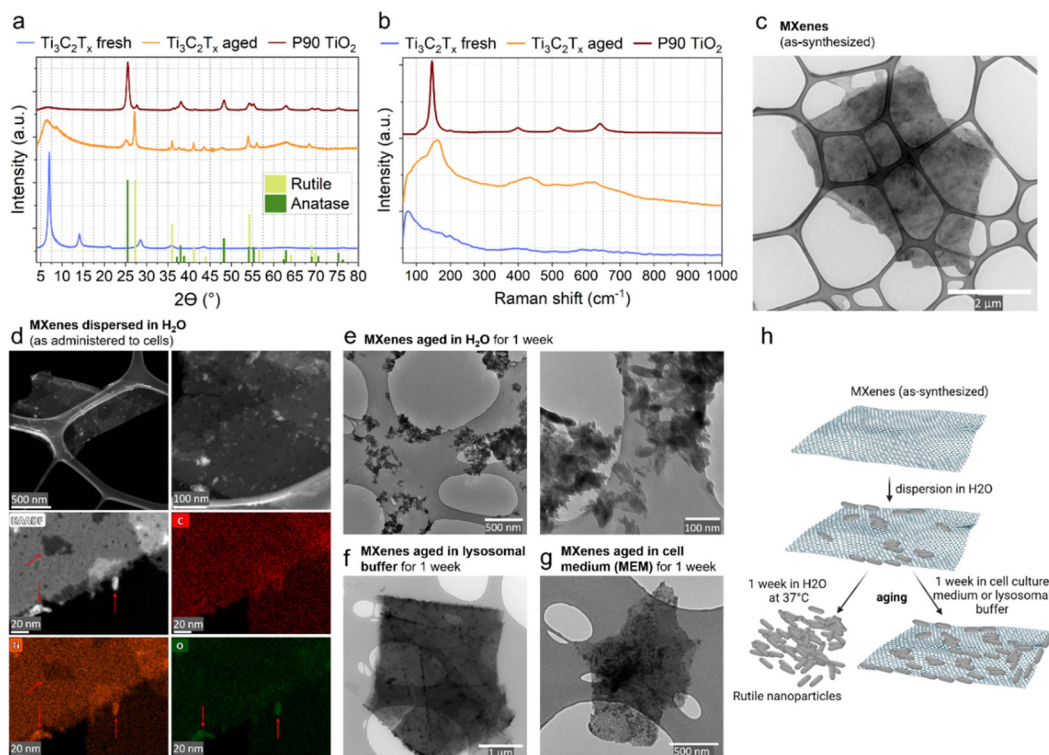 a
Ti₃C₂Tₓ fresh
Ti₃C₂Tₓ aged
P90 TiO₂
Intensity (a.u.)
Rutile
Anatase
5 10 15 20 25 30 35 40 45 50 55 60 65 70 75 80
2Θ (°)
b
Ti₃C₂Tₓ fresh
Ti₃C₂Tₓ aged
P90 TiO₂
Intensity (a.u.)
100 200 300 400 500 600 700 800 900 1000
Raman shift (cm⁻¹)
c
MXenes
(as-synthesized)
2 µm
d
MXenes dispersed in H₂O
(as administered to cells)
500 nm
100 nm
HAADF
20 nm
C
20 nm
Ti
20 nm
O
20 nm
e
MXenes aged in H₂O for 1 week
500 nm
100 nm
f
MXenes aged in lysosomal
buffer for 1 week
1 µm
g
MXenes aged in cell
medium (MEM) for 1 week
500 nm
h
MXenes (as-synthesized)
dispersion in H2O
1 week in H2O
at 37°C
aging
1 week in cell culture
medium or lysosomal
buffer
Rutile nanoparticles